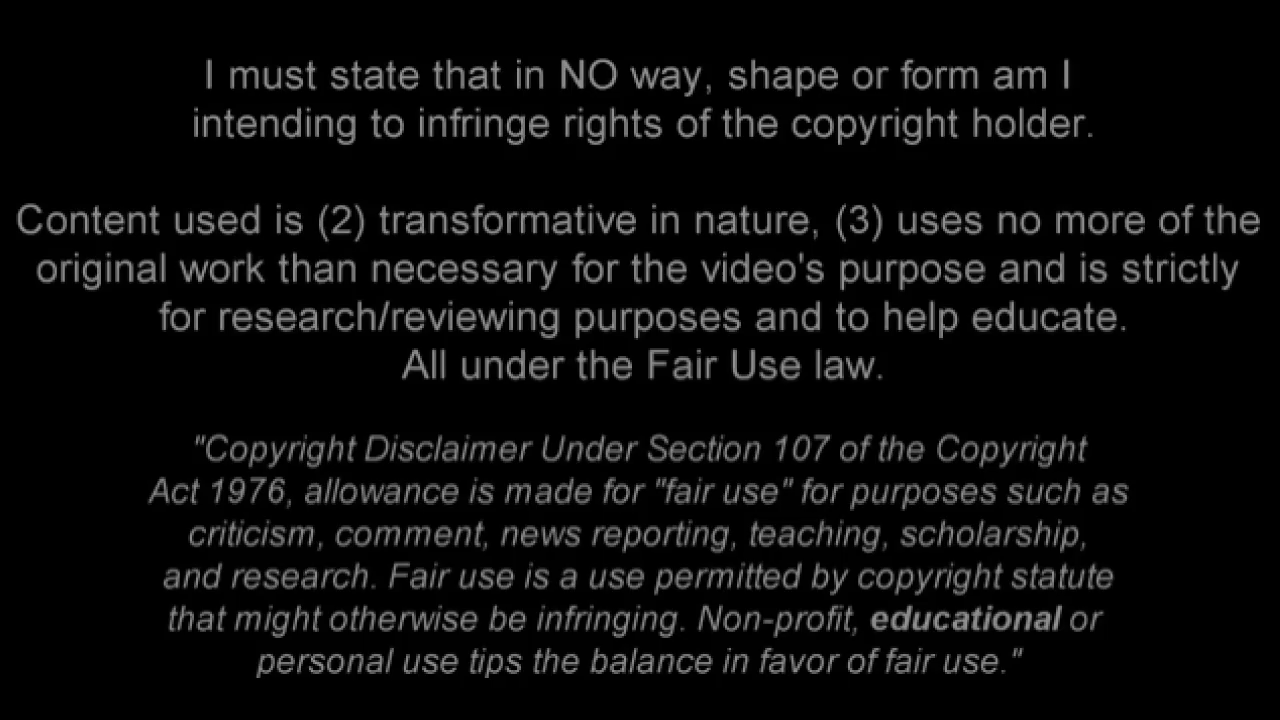 I must state that in NO way, shape or form am I
intending to infringe rights of the copyright holder.
Content used is (2) transformative in nature, (3) uses no more of the
original work than necessary for the video's purpose and is strictly
for research/reviewing purposes and to help educate.
All under the Fair Use law.
"Copyright Disclaimer Under Section 107 of the Copyright
Act 1976, allowance is made for "fair use" for purposes such as
criticism, comment, news reporting, teaching, scholarship,
and research. Fair use is a use permitted by copyright statute
that might otherwise be infringing. Non-profit, educational or
personal use tips the balance in favor of fair use."